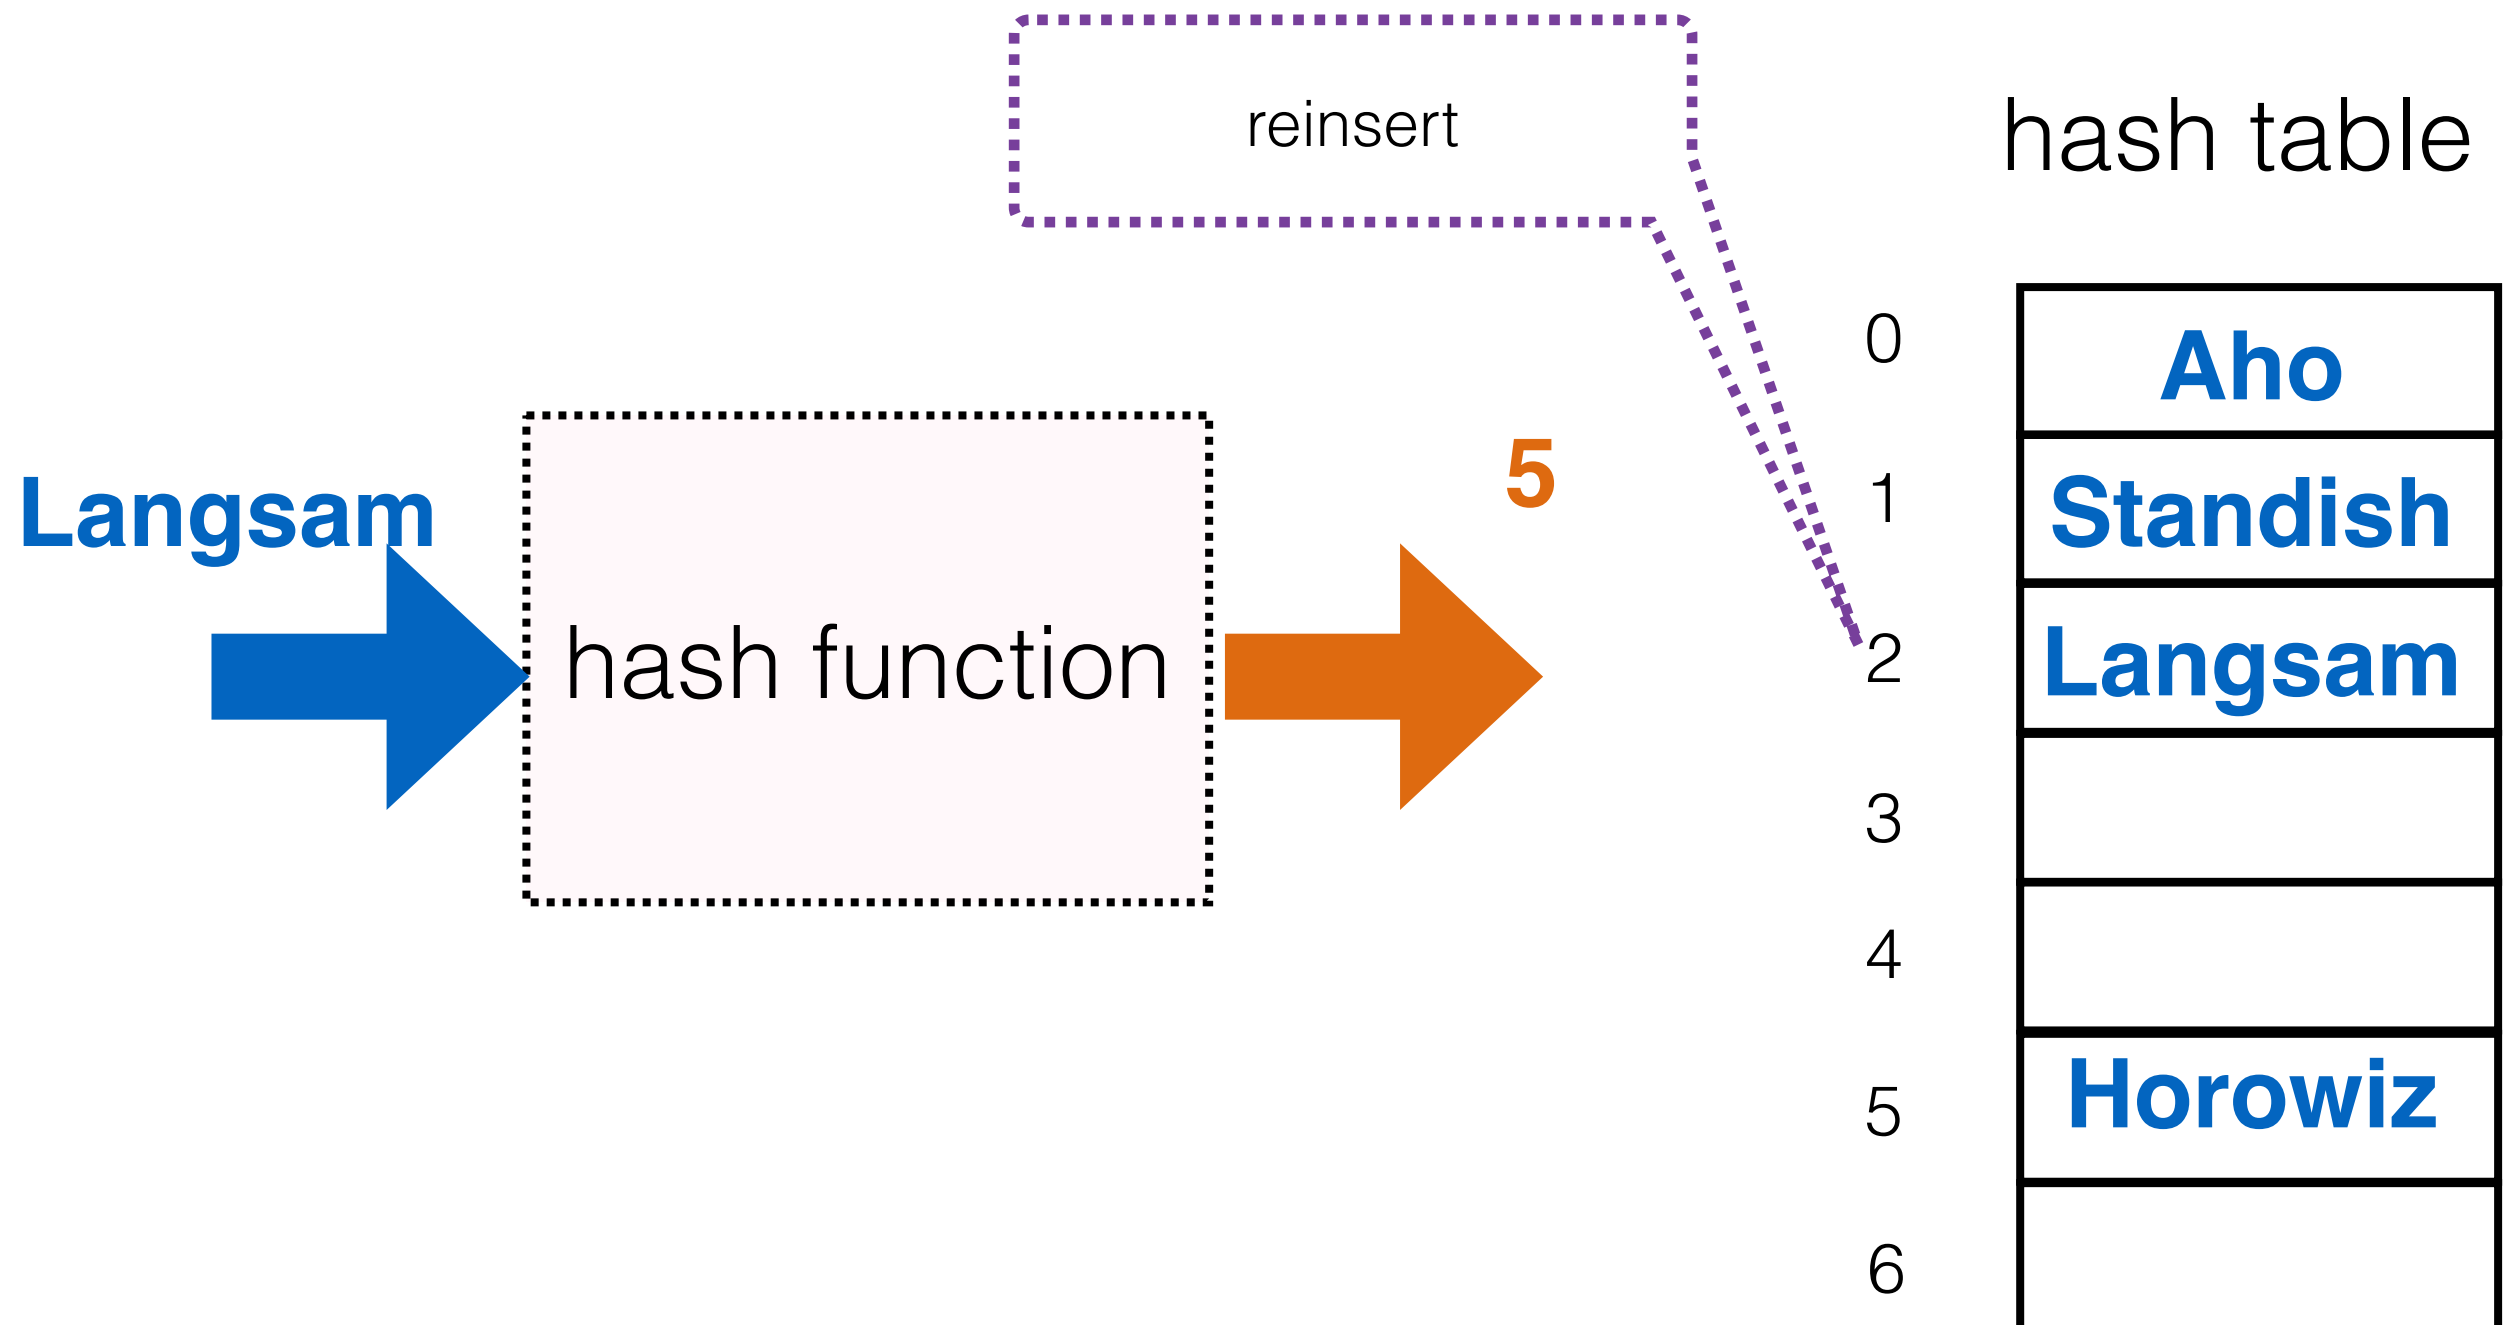 reinsert
hash table
0
Aho
5
Langsam
1
Standish
hash function
2
Langsam
3
4
5
Horowiz
6